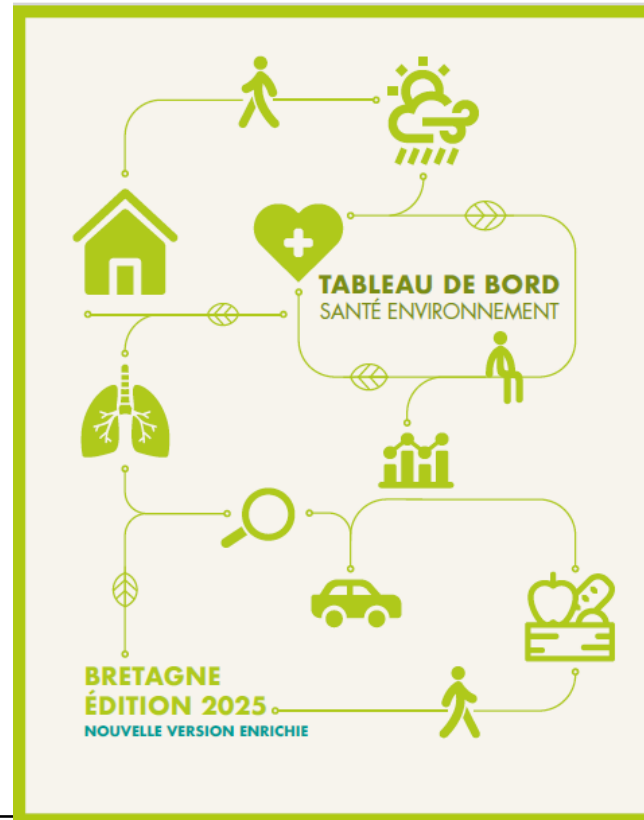 TABLEAU DE BORD
SANTÉ ENVIRONNEMENT
BRETAGNE
ÉDITION 2025
NOUVELLE VERSION ENRICHIE